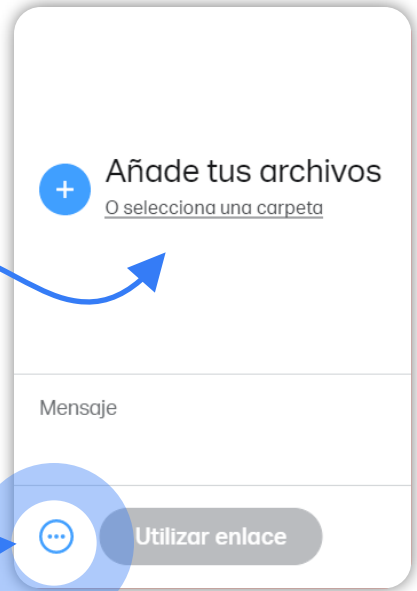 Añade tus archivos
O selecciona una carpeta
Mensaje
Utilizar enlace